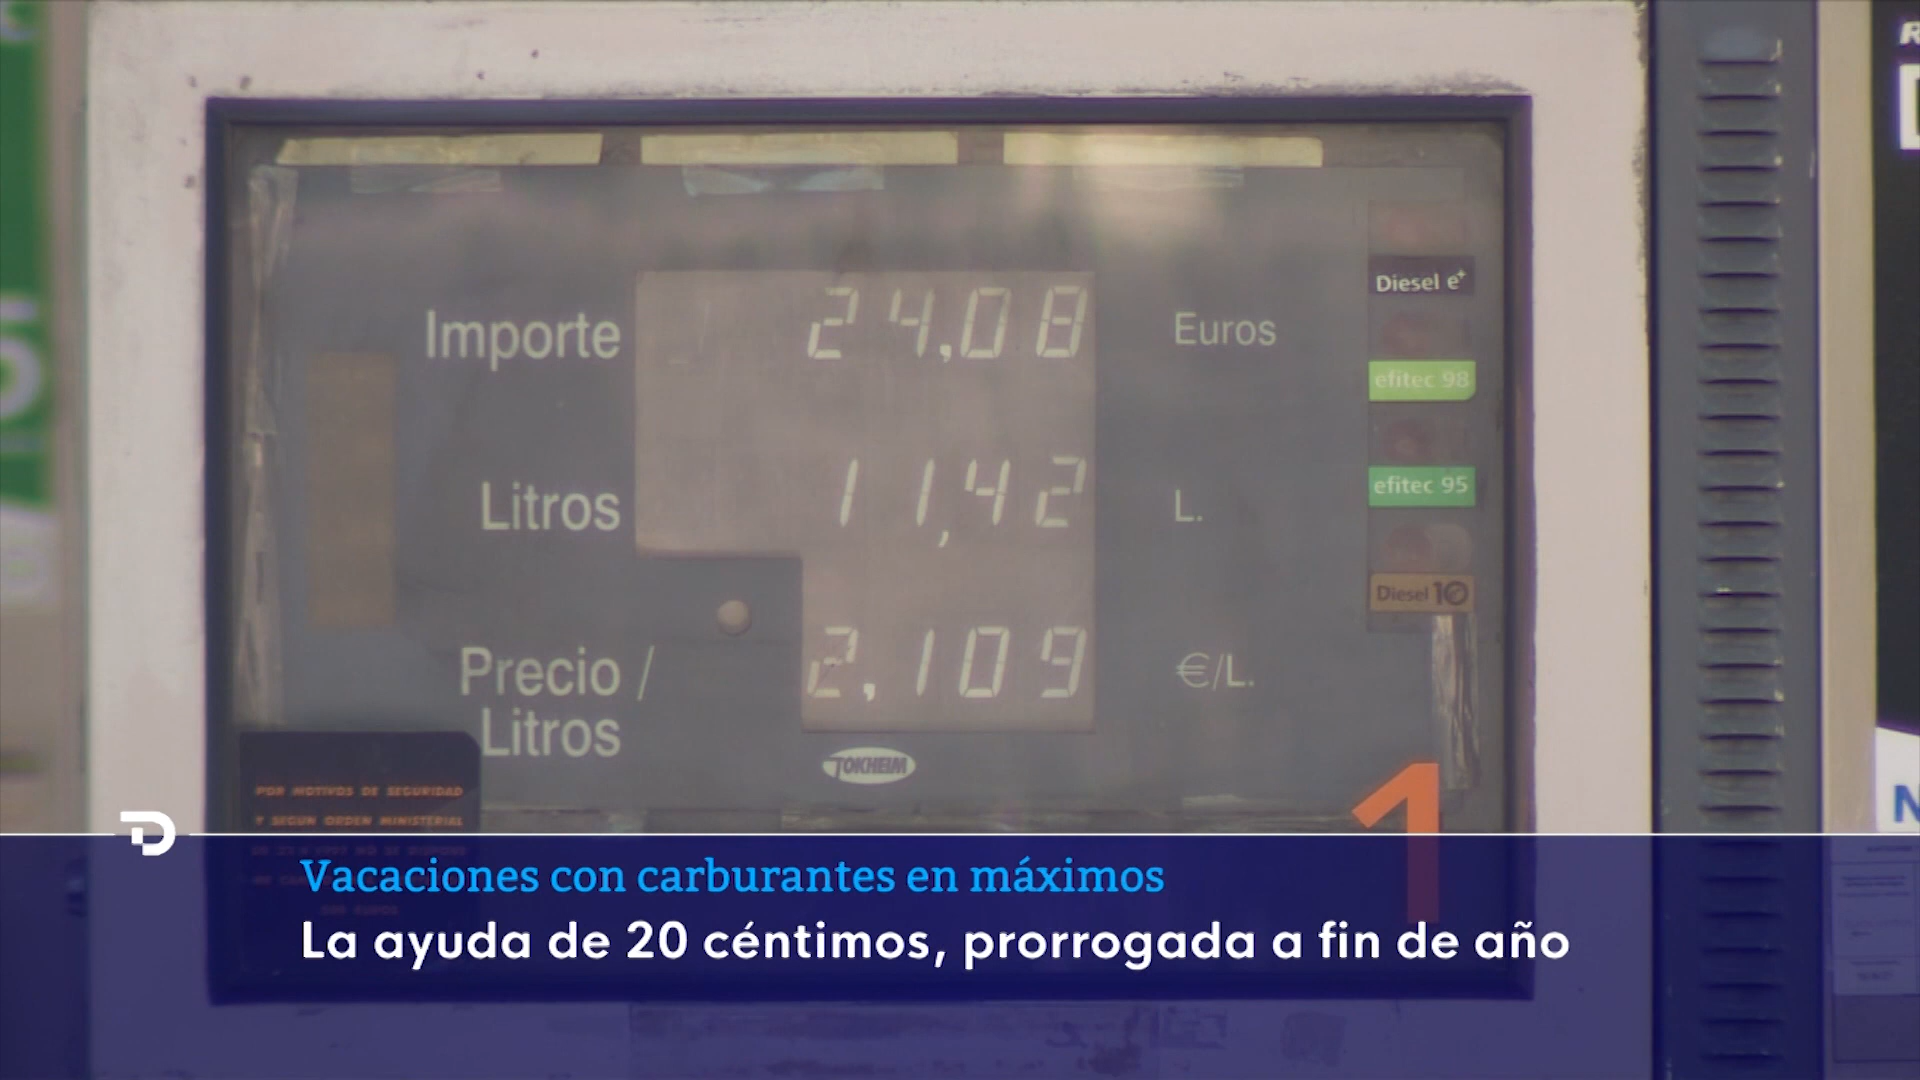 Importe 24,08 Euros
Diesel e+
efitec 98
Litros 11,42 L.
efitec 95
Diesel 10
Precio / 2,109 €/L.
Litros
TOKHEIM
1
POR MOTIVOS DE SEGURIDAD
Y SEGUN ORDEN MINISTERIAL
Vacaciones con carburantes en máximos
La ayuda de 20 céntimos, prorrogada a fin de año